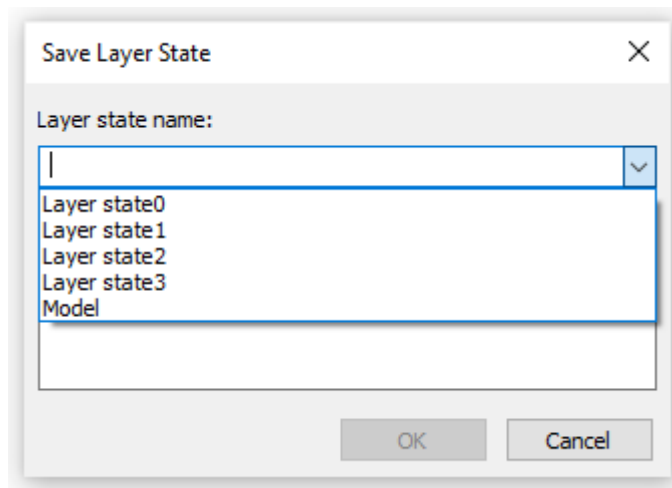 Save Layer State
Layer state name:
Layer state0
Layer state1
Layer state2
Layer state3
Model
OK
Cancel